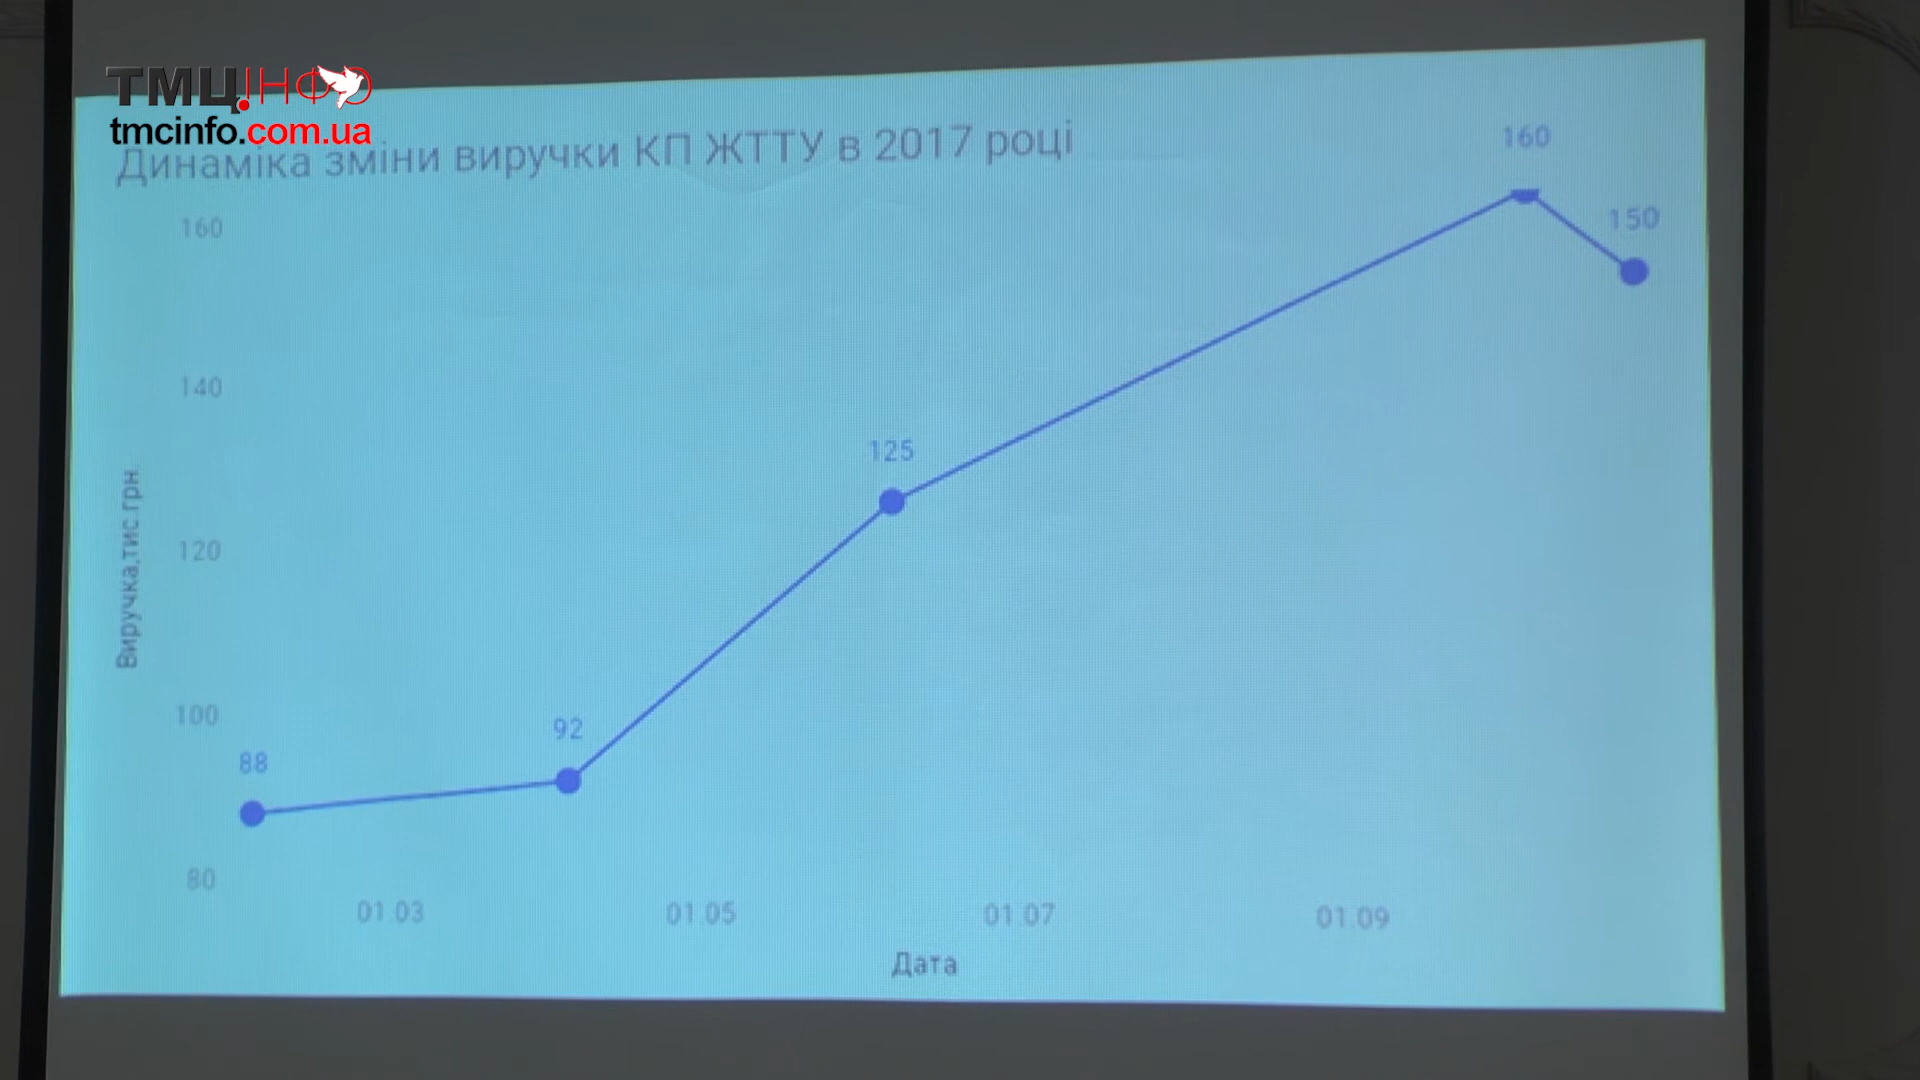 ТМЦ.ІНФО
tmcinfo.com.ua
Динаміка зміни виручки КП ЖТТУ в 2017 році
160
150
160
140
125
120
Виручка,тис.грн.
100
92
88
80
01.03 01.05 01.07 01.09
Дата